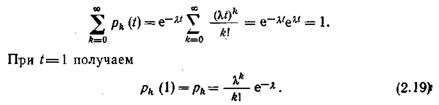 ∑_{k=0}^{∞} p_k (t) = e^{-λt} ∑_{k=0}^{∞} (λt)^k / k! = e^{-λt}e^{λt} = 1.
При t=1 получаем
p_k (1) = p_k = λ^k / k! e^{-λ}. (2.19)